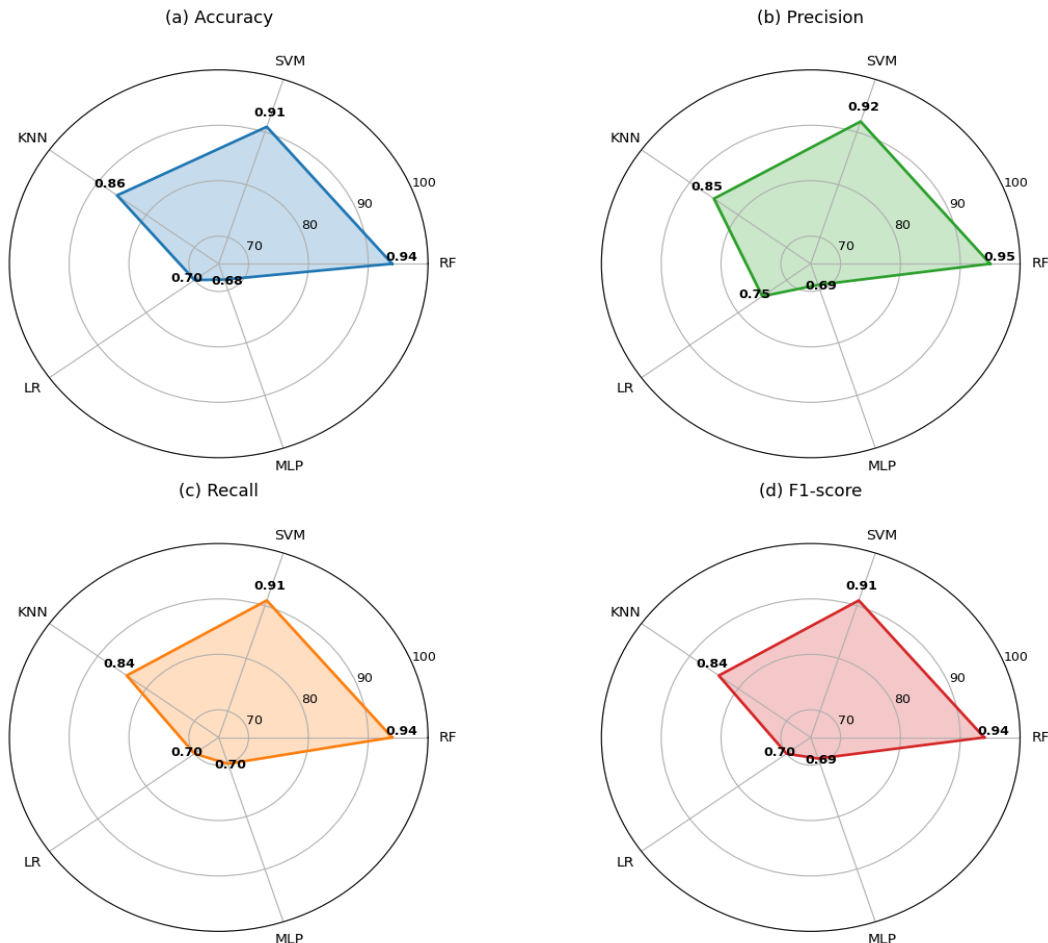 (a) Accuracy
SVM
0.91
KNN
0.86
100
90
80
70
0.94
RF
0.70
0.68
LR
MLP
(b) Precision
SVM
0.92
KNN
0.85
100
90
80
70
0.95
RF
0.75
0.69
LR
MLP
(c) Recall
SVM
0.91
KNN
0.84
100
90
80
70
0.94
RF
0.70
0.70
LR
MLP
(d) F1-score
SVM
0.91
KNN
0.84
100
90
80
70
0.94
RF
0.70
0.69
LR
MLP